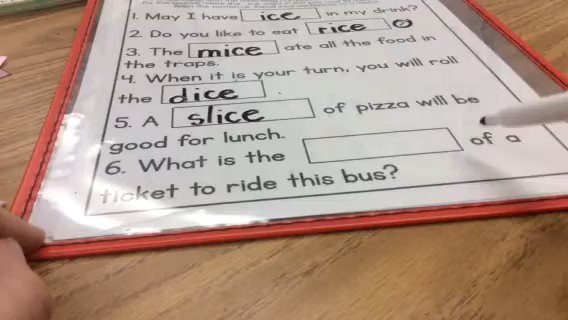 1. May I have ice in my drink?
2. Do you like to eat rice ?
3. The mice ate all the food in
the traps.
4. When it is your turn, you will roll
the dice .
5. A slice of pizza will be
good for lunch.
6. What is the of a
ticket to ride this bus?